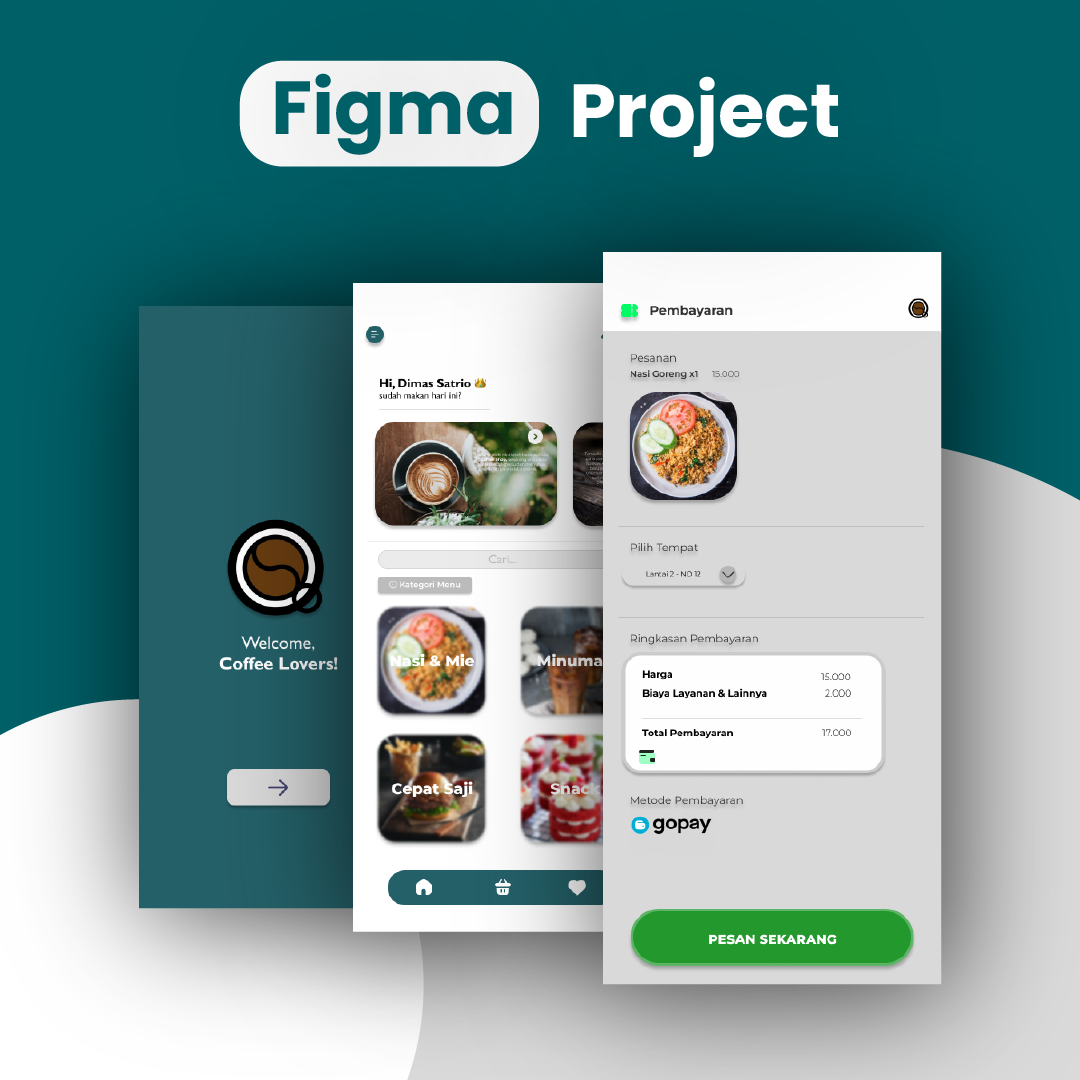 Figma Project
Welcome,
Coffee Lovers!
Hi, Dimas Satrio
sudah makan hari ini?
Cari...
Kategori Menu
Nasi & Mie
Minuma
Cepat Saji
Snack
Pembayaran
Pesanan
Nasi Goreng x1 15.000
Pilih Tempat
Lantai 2 - NO 12
Ringkasan Pembayaran
Harga 15.000
Biaya Layanan & Lainnya 2.000
Total Pembayaran 17.000
Metode Pembayaran
gopay
PESAN SEKARANG